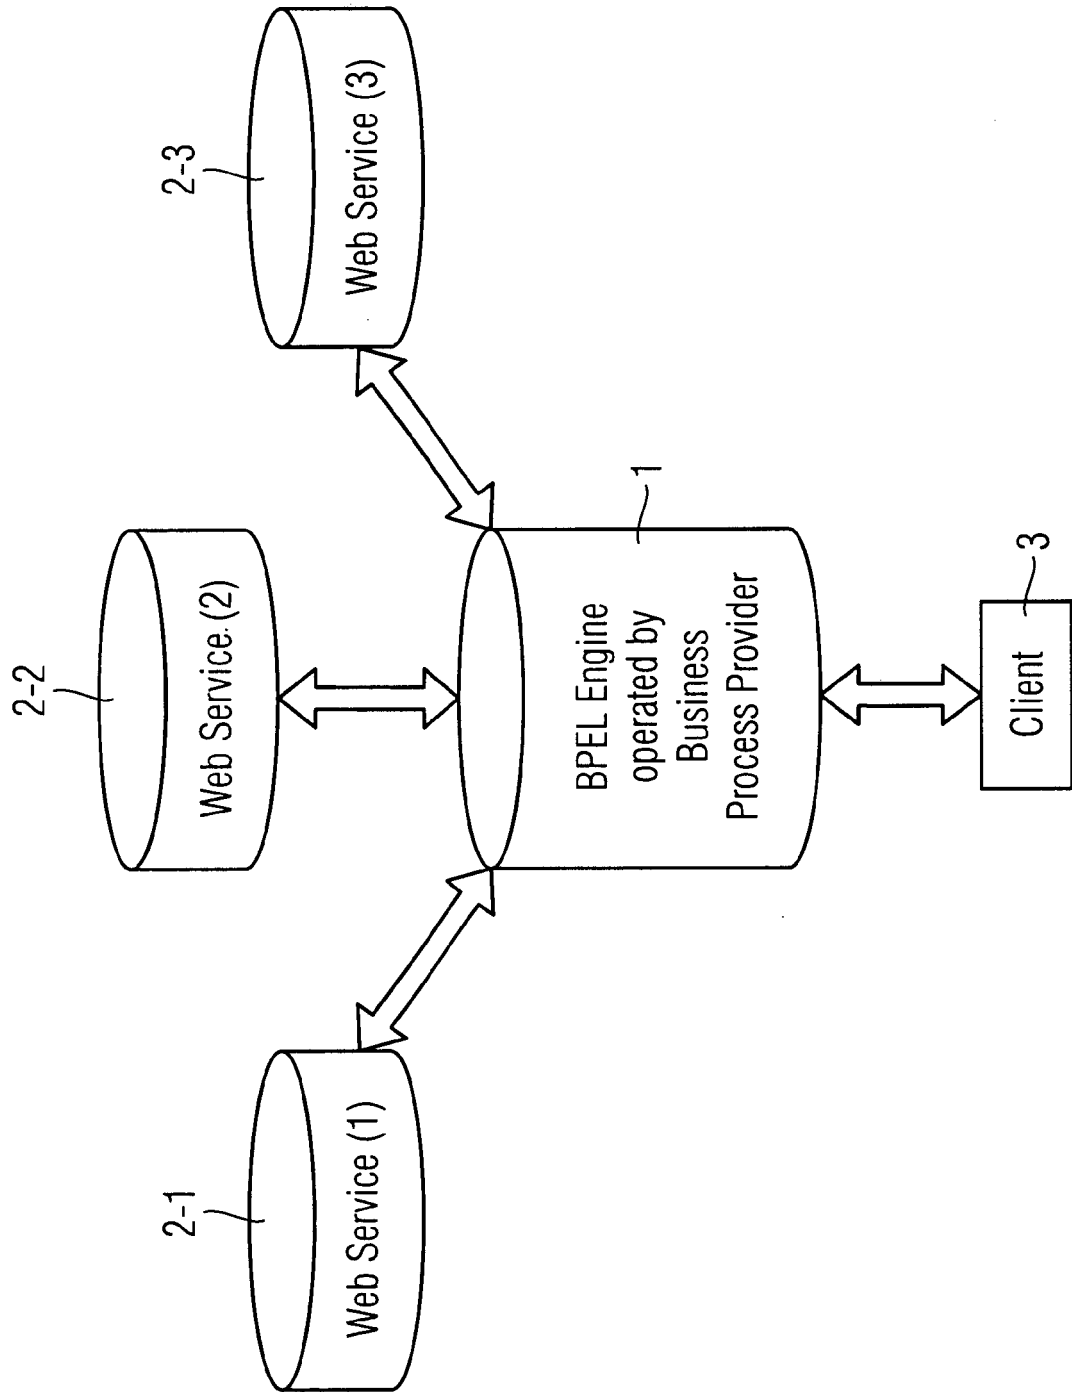 2-1
Web Service (1)
2-2
Web Service (2)
2-3
Web Service (3)
1
BPEL Engine
operated by
Business
Process Provider
3
Client